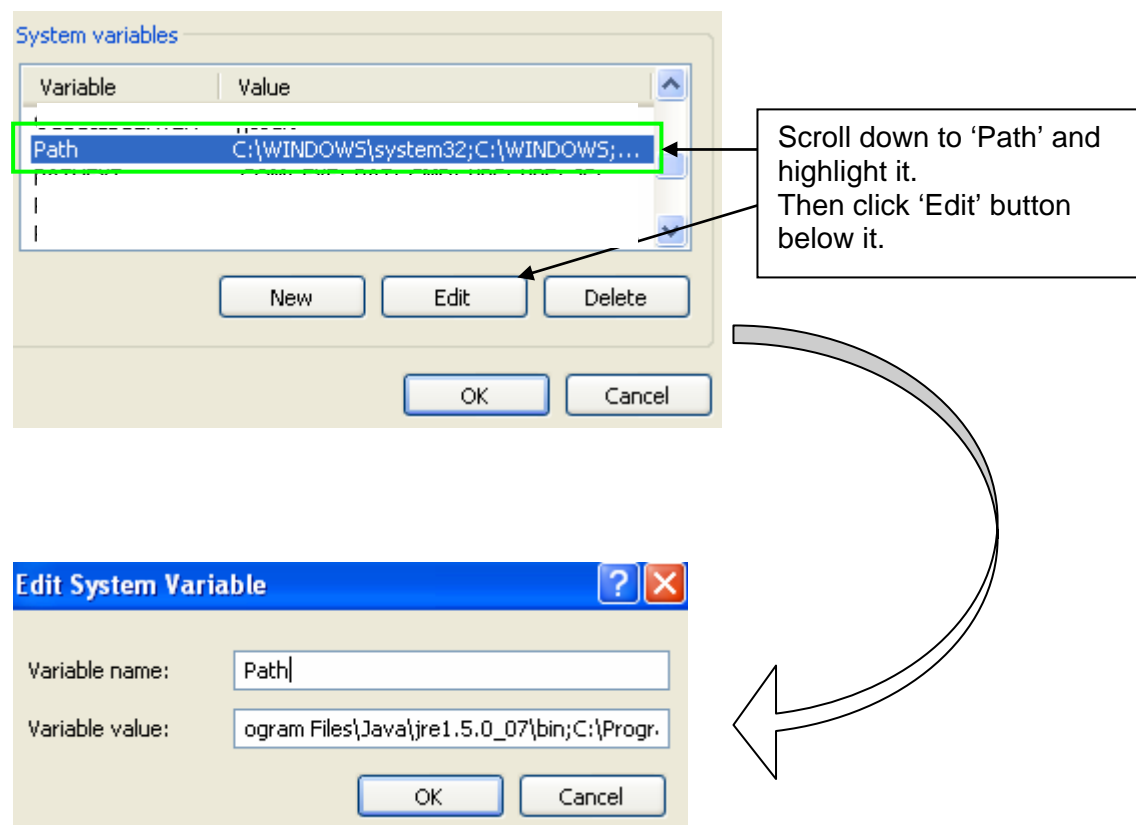 System variables
Variable Value
Path C:\WINDOWS\system32;C:\WINDOWS;...
Scroll down to ‘Path’ and
highlight it.
Then click ‘Edit’ button
below it.
New Edit Delete
OK Cancel
Edit System Variable
Variable name: Path
Variable value: ogram Files\Java\jre1.5.0_07\bin;C:\Progr
OK Cancel